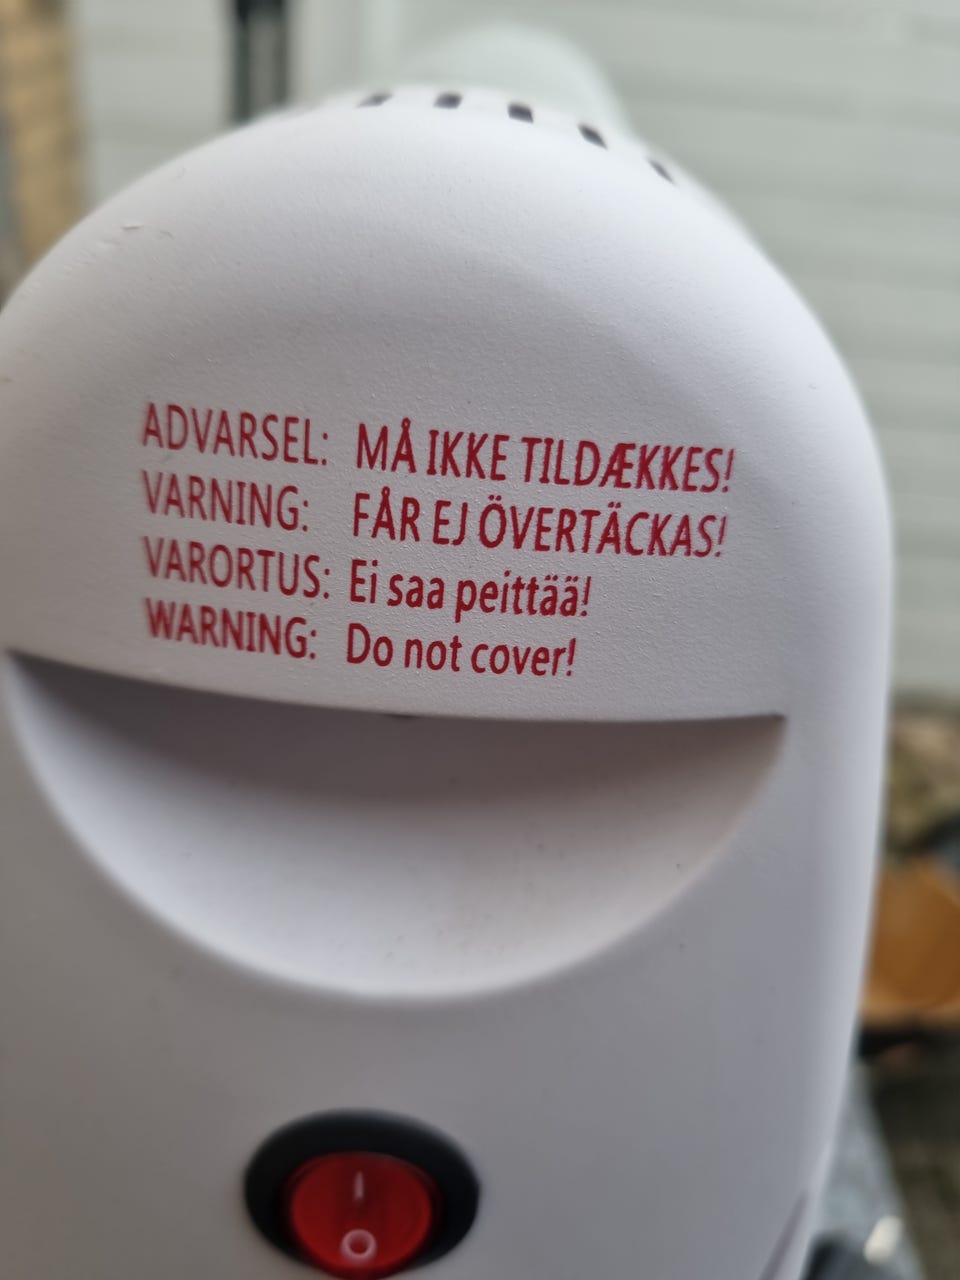 ADVARSEL: MÅ IKKE TILDÆKKES!
VARNING: FÅR EJ ÖVERTÄCKAS!
VARORTUS: Ei saa peittää!
WARNING: Do not cover!